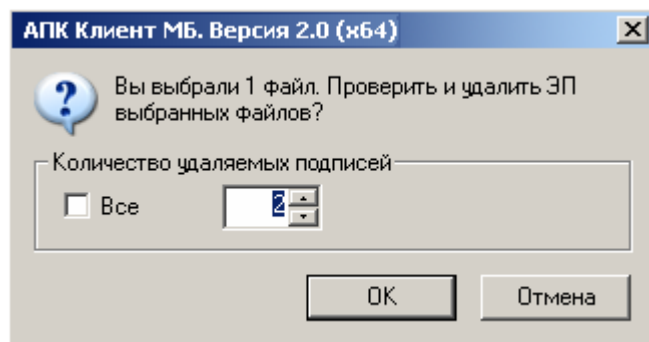 АПК Клиент МБ. Версия 2.0 (x64)
Вы выбрали 1 файл. Проверить и удалить ЭП
выбранных файлов?
Количество удаляемых подписей
Все 2
OK Отмена